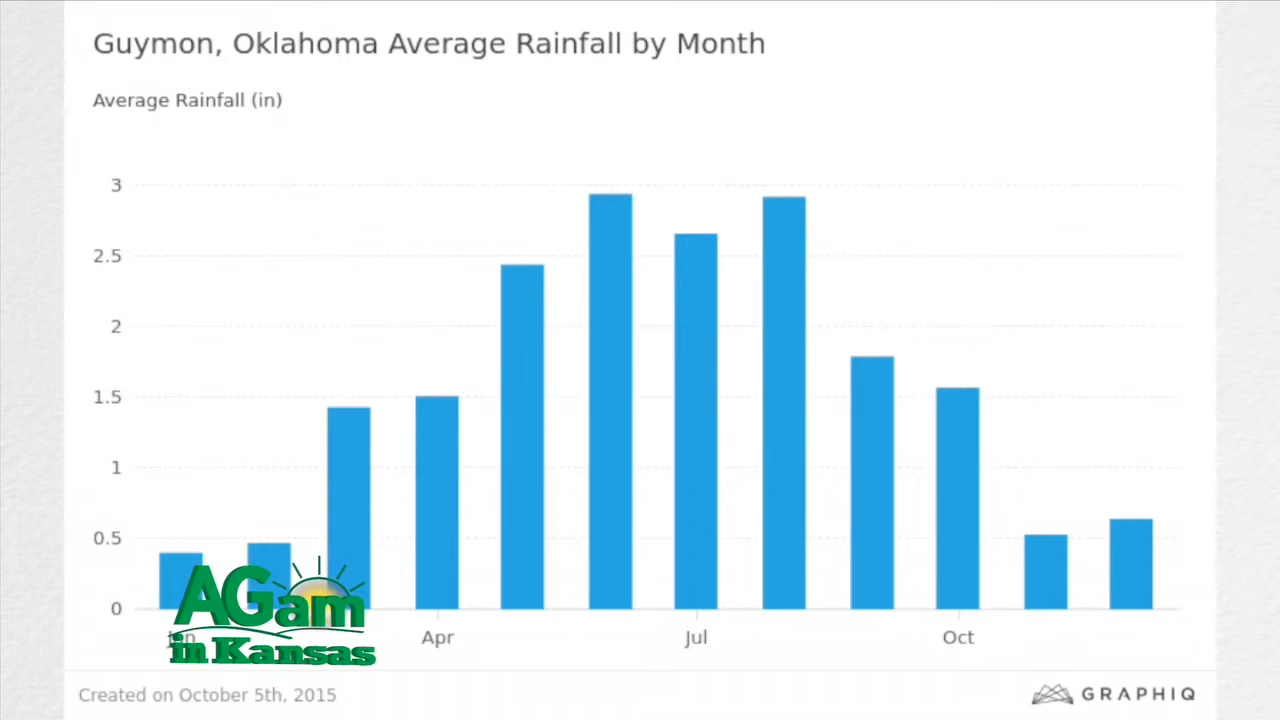 Guymon, Oklahoma Average Rainfall by Month
Average Rainfall (in)
3
2.5
2
1.5
1
0.5
0
Jan
Apr
Jul
Oct
AGam
in Kansas
Created on October 5th, 2015
GRAPHIQ